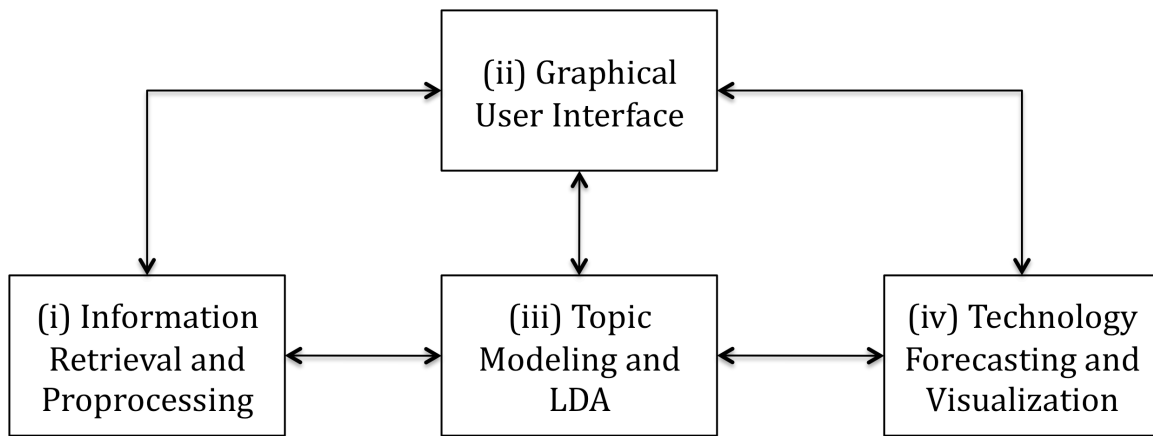 (ii) Graphical
User Interface
(i) Information
Retrieval and
Proprocessing
(iii) Topic
Modeling and
LDA
(iv) Technology
Forecasting and
Visualization